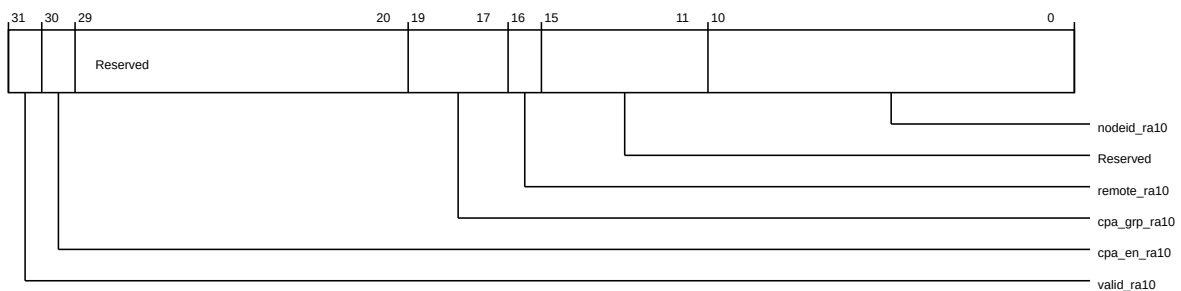 31 30 29 20 19 17 16 15 11 10 0
Reserved
nodeid_ra10
Reserved
remote_ra10
cpa_grp_ra10
cpa_en_ra10
valid_ra10